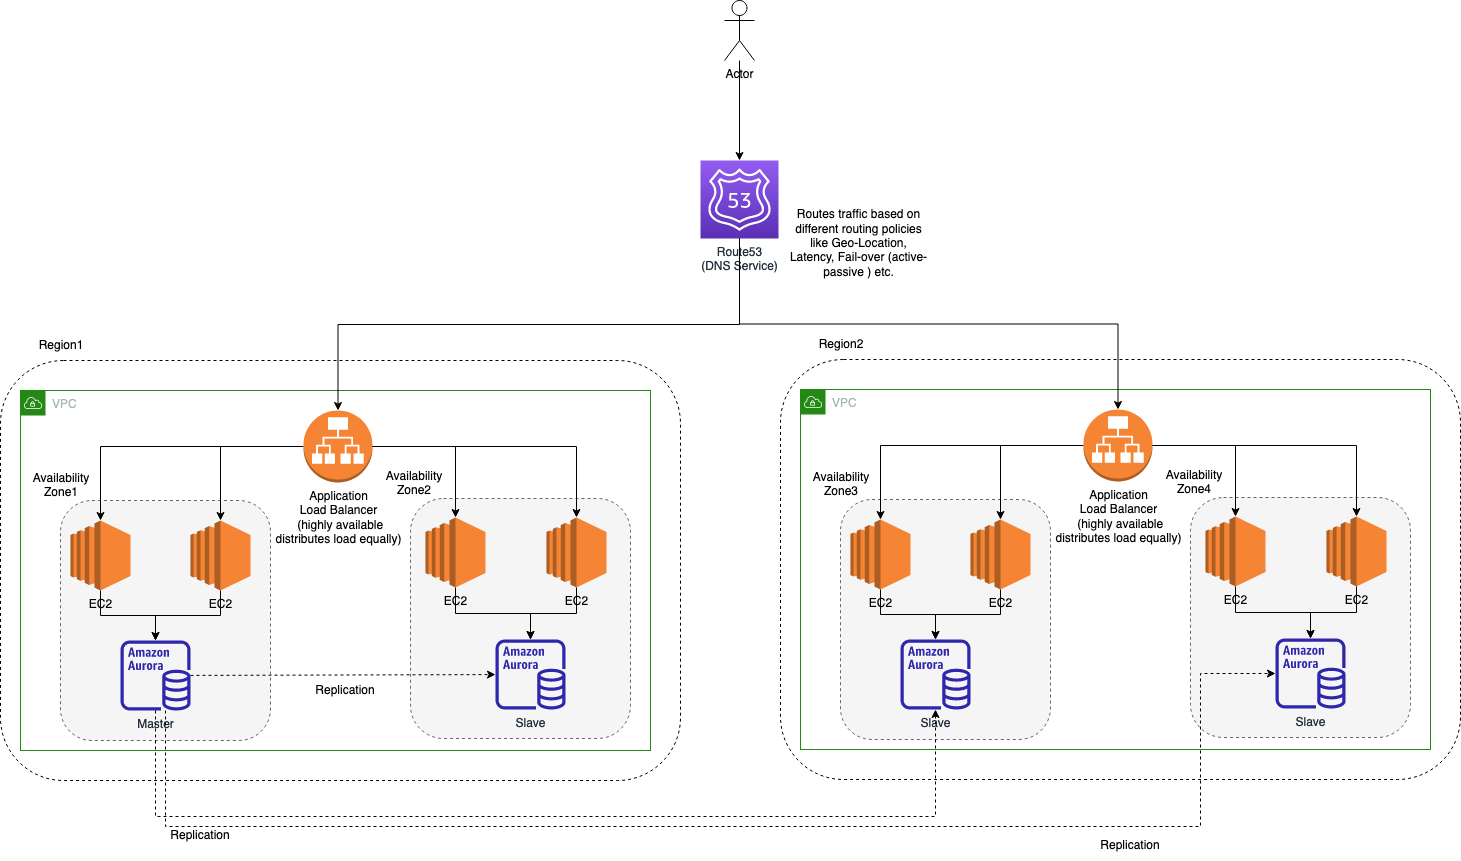 Actor
53
Route53
(DNS Service)
Routes traffic based on
different routing policies
like Geo-Location,
Latency, Fail-over (active-
passive ) etc.
Region1
VPC
Availability
Zone1
Application
Load Balancer
(highly available
distributes load equally)
Availability
Zone2
EC2
EC2
EC2
EC2
Amazon
Aurora
Master
Replication
Amazon
Aurora
Slave
Region2
VPC
Availability
Zone3
Application
Load Balancer
(highly available
distributes load equally)
Availability
Zone4
EC2
EC2
EC2
EC2
Amazon
Aurora
Slave
Amazon
Aurora
Slave
Replication
Replication